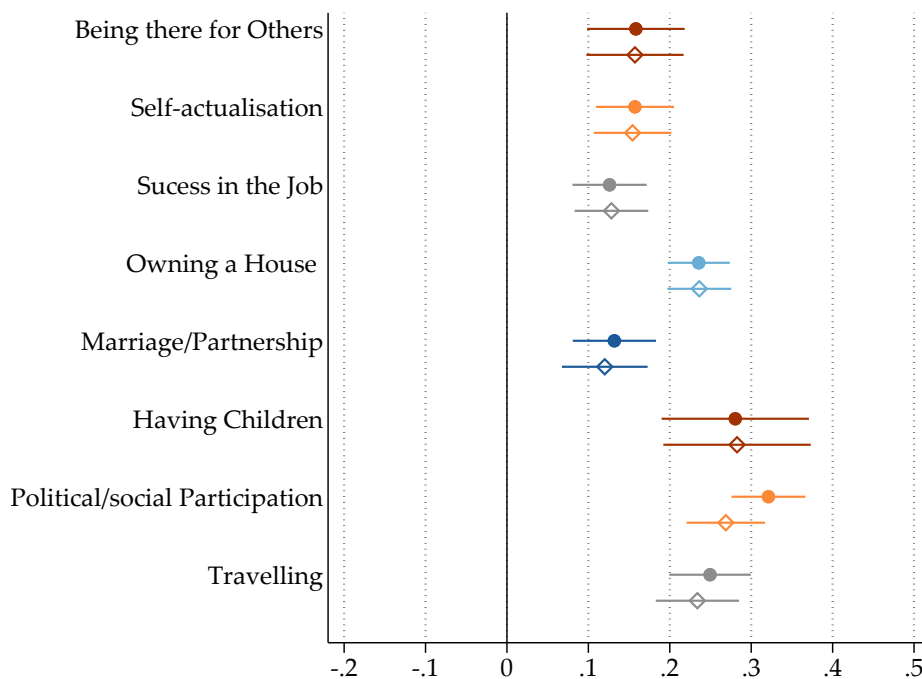 Being there for Others
Self-actualisation
Sucess in the Job
Owning a House
Marriage/Partnership
Having Children
Political/social Participation
Travelling
-.2 -.1 0 .1 .2 .3 .4 .5